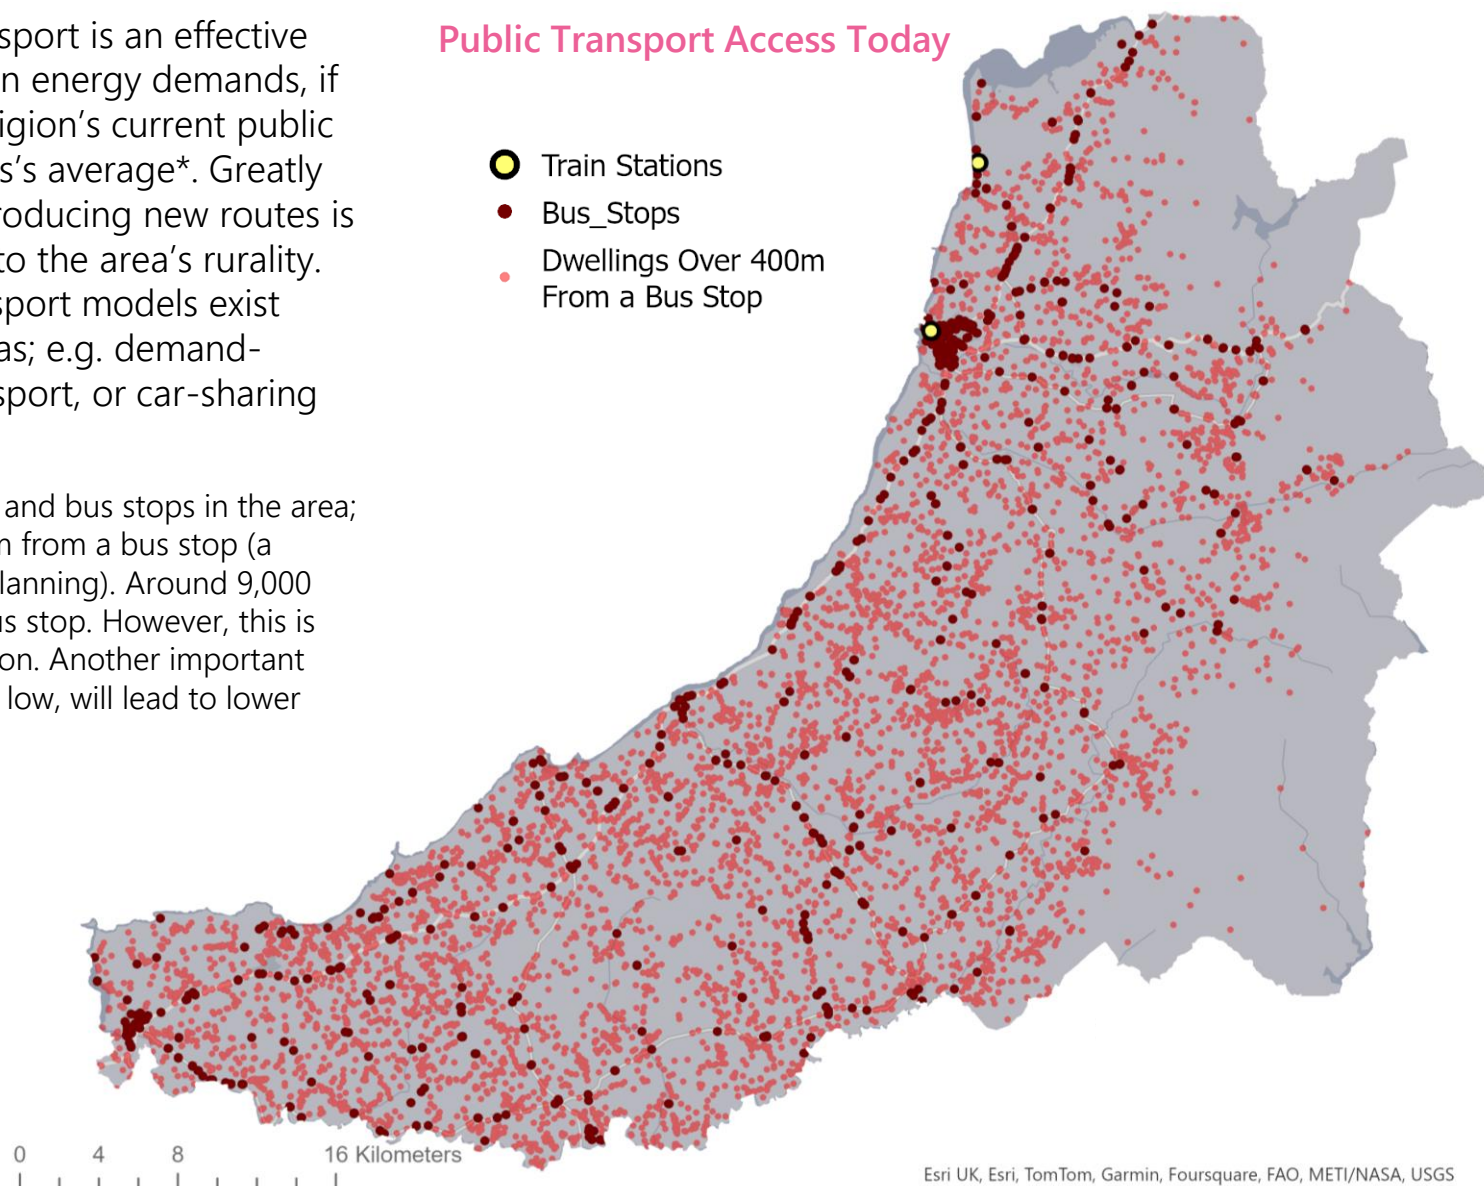 sport is an effective
n energy demands, if
igion’s current public
s’s average*. Greatly
roducing new routes is
to the area’s rurality.
sport models exist
as; e.g. demand-
sport, or car-sharing
and bus stops in the area;
n from a bus stop (a
lanning). Around 9,000
us stop. However, this is
on. Another important
low, will lead to lower
Public Transport Access Today
Train Stations
Bus_Stops
Dwellings Over 400m
From a Bus Stop
0 4 8 16 Kilometers
Esri UK, Esri, TomTom, Garmin, Foursquare, FAO, METI/NASA, USGS